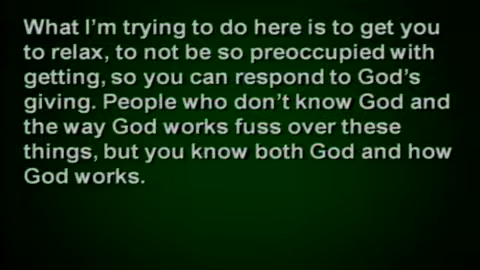 What I'm trying to do here is to get you
to relax, to not be so preoccupied with
getting, so you can respond to God's
giving. People who don't know God and
the way God works fuss over these
things, but you know both God and how
God works.